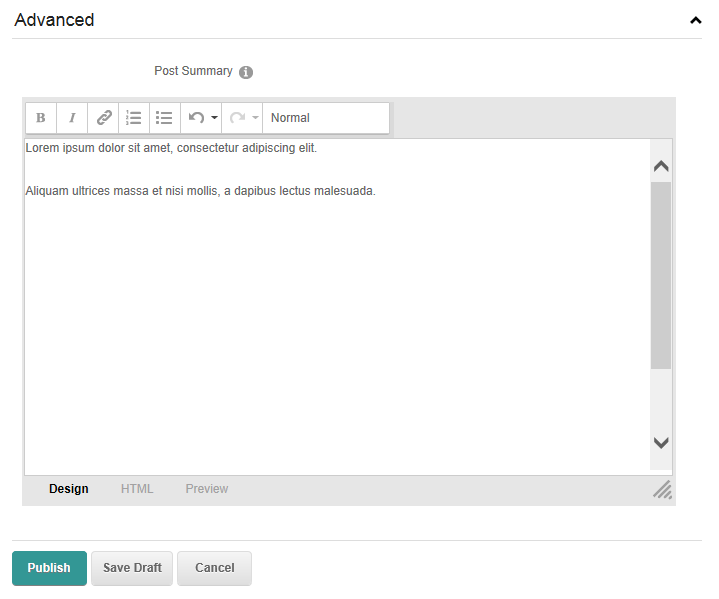 Advanced
Post Summary
B I Normal
Lorem ipsum dolor sit amet, consectetur adipiscing elit.
Aliquam ultrices massa et nisi mollis, a dapibus lectus malesuada.
Design HTML Preview
Publish Save Draft Cancel